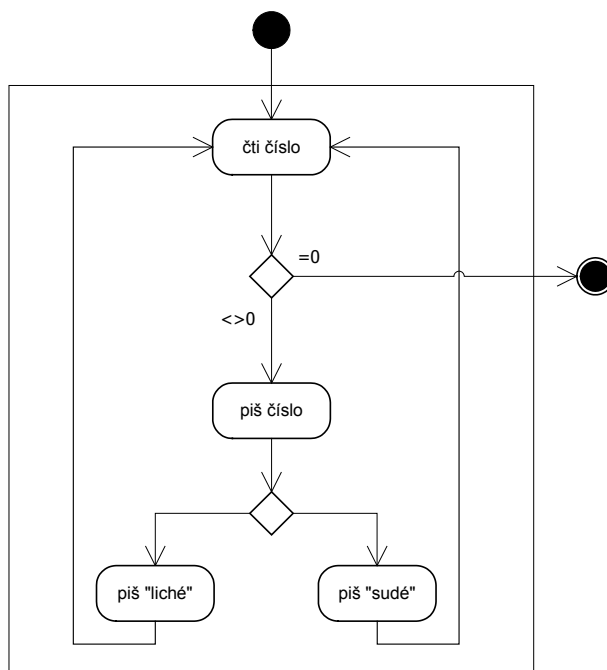 čti číslo
=0
<>0
piš číslo
piš "liché"
piš "sudé"